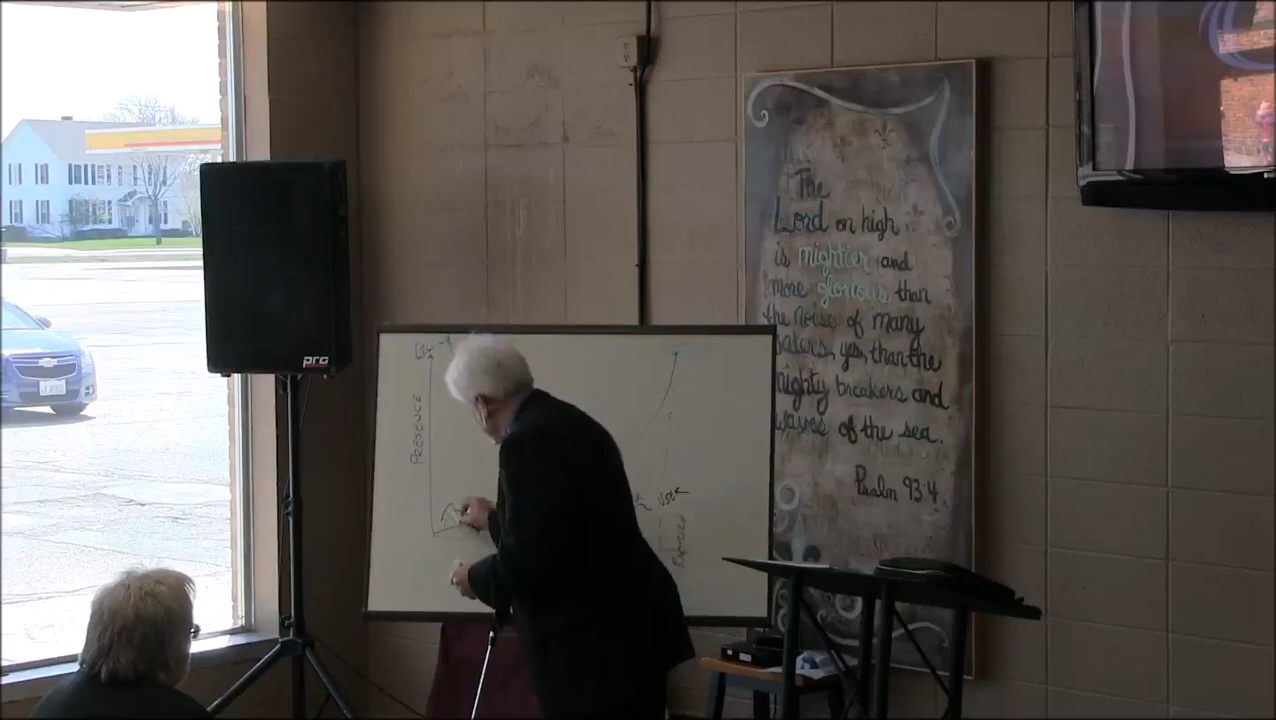 pro
PRESENCE
USER
The
Lord on high
is mightier and
more glorious than
the noise of many
waters, yes, than the
mighty breakers and
waves of the sea.
Psalm 93:4